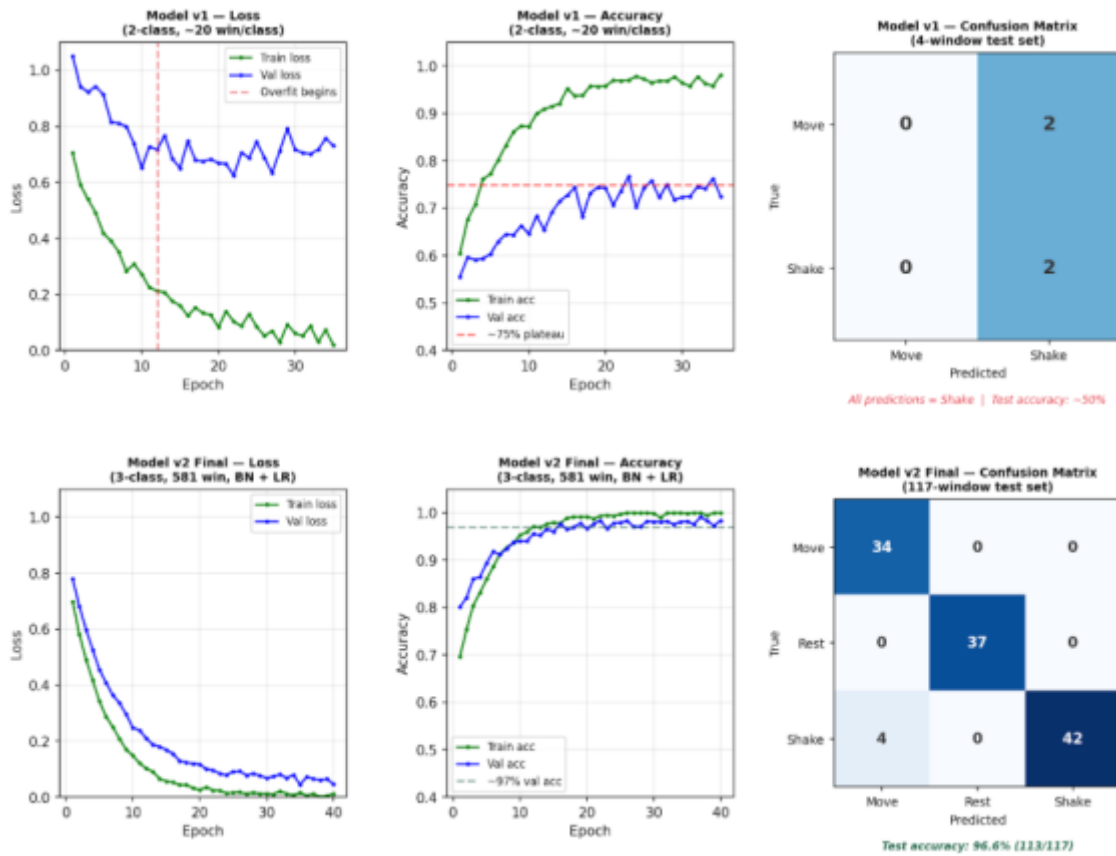 Model v1 — Loss
(2-class, ~20 win/class)
1.0
0.8
0.6
0.4
0.2
0.0
0
10
20
30
Loss
Epoch
Train loss
Val loss
Overfit begins
Model v1 — Accuracy
(2-class, ~20 win/class)
1.0
0.9
0.8
0.7
0.6
0.5
0.4
0
10
20
30
Accuracy
Epoch
Train acc
Val acc
~75% plateau
Model v1 — Confusion Matrix
(4-window test set)
Move
Shake
True
0
2
0
2
Move
Shake
Predicted
All predictions = Shake | Test accuracy: ~50%
Model v2 Final — Loss
(3-class, 581 win, BN + LR)
1.0
0.8
0.6
0.4
0.2
0.0
0
10
20
30
40
Loss
Epoch
Train loss
Val loss
Model v2 Final — Accuracy
(3-class, 581 win, BN + LR)
1.0
0.9
0.8
0.7
0.6
0.5
0.4
0
10
20
30
40
Accuracy
Epoch
Train acc
Val acc
~97% val acc
Model v2 Final — Confusion Matrix
(117-window test set)
Move
Rest
Shake
True
34
0
0
0
37
0
4
0
42
Move
Rest
Shake
Predicted
Test accuracy: 96.6% (113/117)